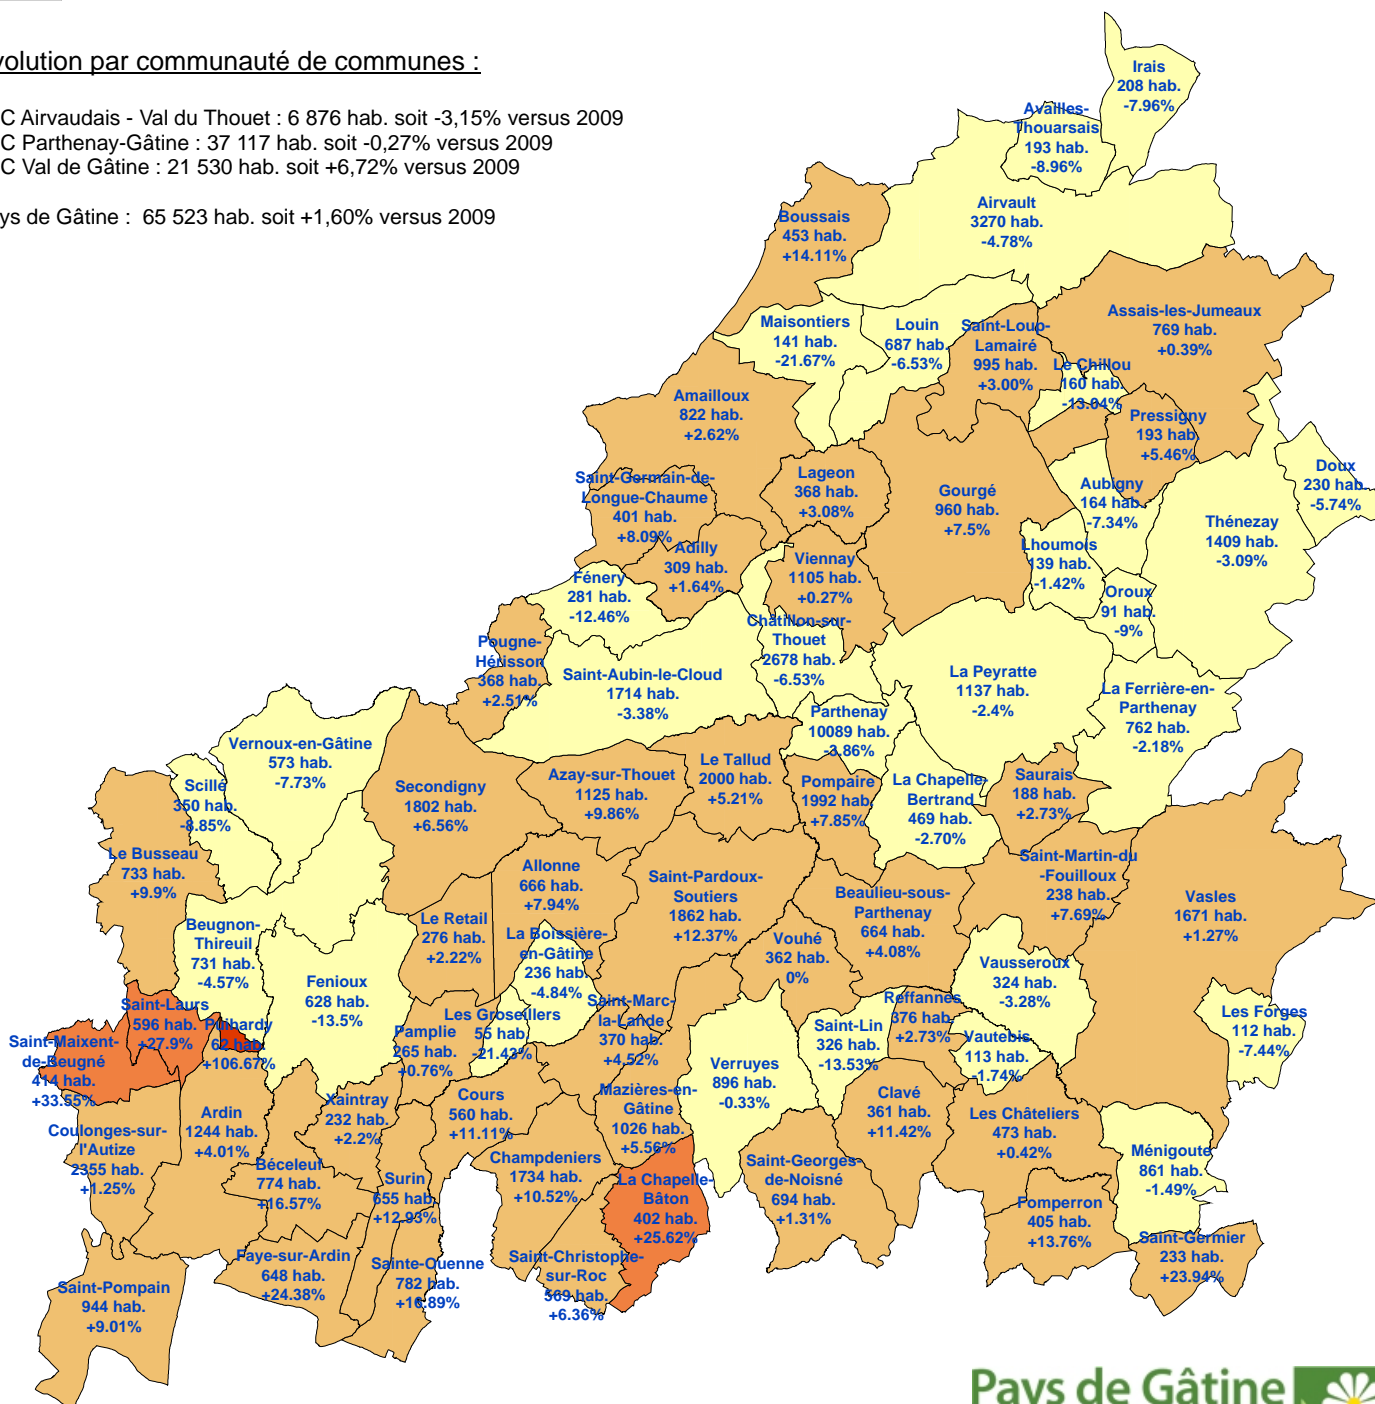 volution par communauté de communes :
C Airvaudais - Val du Thouet : 6 876 hab. soit -3,15% versus 2009
C Parthenay-Gâtine : 37 117 hab. soit -0,27% versus 2009
C Val de Gâtine : 21 530 hab. soit +6,72% versus 2009
ys de Gâtine : 65 523 hab. soit +1,60% versus 2009
Irais
208 hab.
-7.96%
Availles-
Thouarsais
193 hab.
-8.96%
Airvault
3270 hab.
-4.78%
Boussais
453 hab.
+14.11%
Maisontiers
141 hab.
-21.67%
Louin
687 hab.
-6.53%
Saint-Loup-
Lamairé
995 hab.
+3.00%
Assais-les-Jumeaux
769 hab.
+0.39%
Le Chillou
160 hab.
-13.04%
Pressigny
193 hab
+5.46%
Amailloux
822 hab.
+2.62%
Saint-Germain-de-
Longue-Chaume
401 hab.
+8.09%
Lageon
368 hab.
+3.08%
Gourgé
960 hab.
+7.5%
Aubigny
164 hab.
-7.34%
Doux
230 hab.
-5.74%
Thénezay
1409 hab.
-3.09%
Adilly
309 hab.
+1.64%
Viennay
1105 hab.
+0.27%
Lhoumois
139 hab.
-1.42%
Oroux
91 hab.
-9%
Fénery
281 hab.
-12.46%
Pougne-
Hérisson
368 hab.
+2.51%
Châtillon-sur-
Thouet
2678 hab.
-6.53%
Saint-Aubin-le-Cloud
1714 hab.
-3.38%
La Peyratte
1137 hab.
-2.4%
La Ferrière-en-
Parthenay
762 hab.
-2.18%
Parthenay
10089 hab.
-3.86%
Vernoux-en-Gâtine
573 hab.
-7.73%
Scillé
350 hab.
-8.85%
Secondigny
1802 hab.
+6.56%
Azay-sur-Thouet
1125 hab.
+9.86%
Le Tallud
2000 hab.
+5.21%
Pompaire
1992 hab.
+7.85%
La Chapelle-
Bertrand
469 hab.
-2.70%
Saurais
188 hab.
+2.73%
Le Busseau
733 hab.
+9.9%
Allonne
666 hab.
+7.94%
Saint-Pardoux-
Soutiers
1862 hab.
+12.37%
Beaulieu-sous-
Parthenay
664 hab.
+4.08%
Saint-Martin-du
-Fouilloux
238 hab.
+7.69%
Vasles
1671 hab.
+1.27%
Beugnon-
Thireuil
731 hab.
-4.57%
Le Retail
276 hab.
+2.22%
La Boissière-
en-Gâtine
236 hab.
-4.84%
Vouhé
362 hab.
0%
Fenioux
628 hab.
-13.5%
Vausseroux
324 hab.
-3.28%
Saint-Laurs
596 hab.
+27.9%
Puihardy
62 hab.
+106.67%
Saint-Maixent-
de-Beugné
414 hab.
+33.55%
Pamplie
265 hab.
+0.76%
Les Groseillers
55 hab.
-21.43%
Saint-Marc-
la-Lande
370 hab.
+4.52%
Saint-Lin
326 hab.
-13.53%
Reffannes
376 hab.
+2.73%
Vautebis
113 hab.
-1.74%
Les Forges
112 hab.
-7.44%
Verruyes
896 hab.
-0.33%
Mazières-en-
Gâtine
1026 hab.
+5.56%
Clavé
361 hab.
+11.42%
Cours
560 hab.
+11.11%
Xaintray
232 hab.
+2.2%
Ardin
1244 hab.
+4.01%
Coulonges-sur-
l'Autize
2355 hab.
+1.25%
Les Châteliers
473 hab.
+0.42%
Ménigoute
861 hab.
-1.49%
Béceleuf
774 hab.
+16.57%
Surin
655 hab.
+12.93%
Champdeniers
1734 hab.
+10.52%
La Chapelle-
Bâton
402 hab.
+25.62%
Saint-Georges-
de-Noisné
694 hab.
+1.31%
Pomperron
405 hab.
+13.76%
Saint-Germier
233 hab.
+23.94%
Faye-sur-Ardin
648 hab.
+24.38%
Sainte-Ouenne
782 hab.
Saint-Christophe-
sur-Roc
569 hab.
+6.36%
Saint-Pompain
944 hab.
+9.01%
Pays de Gâtine